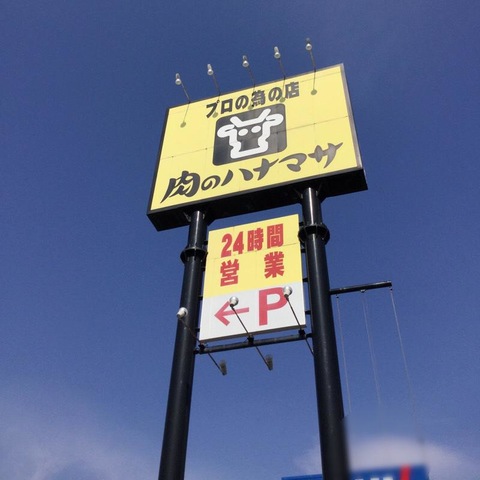 プロの為の店
肉のハナマサ
24時間
営業
←P